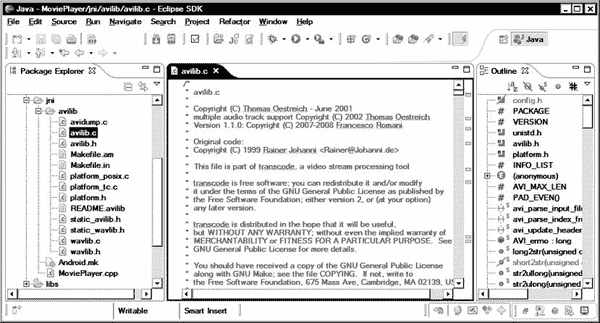 Java - MoviePlayer/jni/avilib/avilib.c - Eclipse SDK
File Edit Run Navigate Search Project Refactor Window Help
Java
Package Explorer
jni
avilib
avidump.c
avilib.c
avilib.h
Makefile.am
Makefile.in
platform_posix.c
platform_tc.c
platform.h
README.avilib
static_avilib.h
static_wavlib.h
wavlib.c
wavlib.h
Android.mk
MoviePlayer.cpp
libs
avilib.c
/*
* avilib.c
*
* Copyright (C) Thomas Oestreich - June 2001
* multiple audio track support Copyright (C) 2002 Thomas Oestreich
* Version 1.1.0: Copyright (C) 2007-2008 Francesco Romani
*
* Original code:
* Copyright (C) 1999 Rainer Johanni <Rainer@Johanni.de>
*
* This file is part of transcode, a video stream processing tool
*
* transcode is free software; you can redistribute it and/or modify
* it under the terms of the GNU General Public License as published by
* the Free Software Foundation; either version 2, or (at your option)
* any later version.
*
* transcode is distributed in the hope that it will be useful,
* but WITHOUT ANY WARRANTY; without even the implied warranty of
* MERCHANTABILITY or FITNESS FOR A PARTICULAR PURPOSE. See
* GNU General Public License for more details.
*
* You should have received a copy of the GNU General Public License
* along with GNU Make; see the file COPYING. If not, write to
* the Free Software Foundation, 675 Mass Ave, Cambridge, MA 02139, US
Outline
config.h
PACKAGE
VERSION
unistd.h
avilib.h
platform.h
INFO_LIST
(anonymous)
AVI_MAX_LEN
PAD_EVEN()
avi_parse_input_file
avi_parse_index_fr
avi_update_header
AVI_errno : long
long2str(unsigned
short2str(unsigned
str2ulong(unsigned
str2ullong(unsigned
Writable
Smart Insert